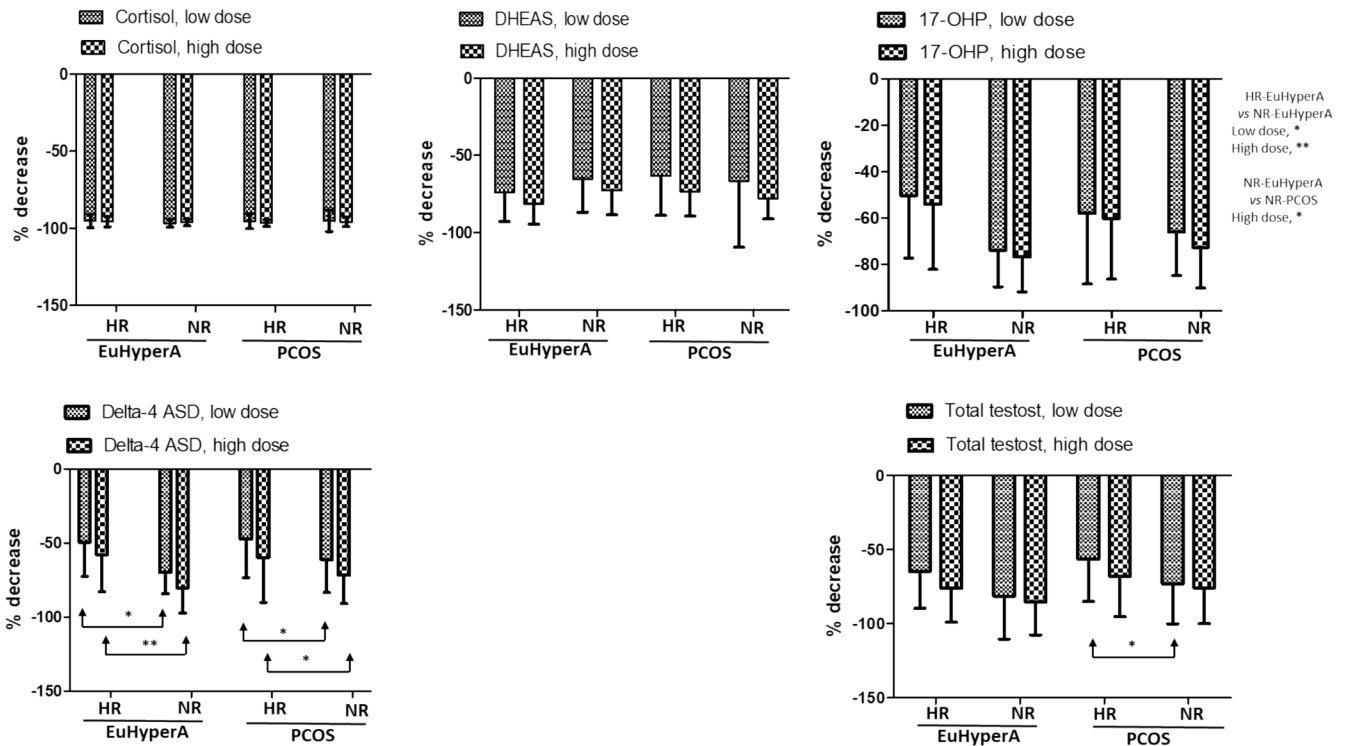 Cortisol, low dose
Cortisol, high dose
0
-50
-100
-150
% decrease
HR
NR
HR
NR
EuHyperA
PCOS
DHEAS, low dose
DHEAS, high dose
0
-50
-100
-150
% decrease
HR
NR
HR
NR
EuHyperA
PCOS
17-OHP, low dose
17-OHP, high dose
0
-20
-40
-60
-80
-100
% decrease
HR
NR
HR
NR
EuHyperA
PCOS
HR-EuHyperA
vs NR-EuHyperA
Low dose, *
High dose, **
NR-EuHyperA
vs NR-PCOS
High dose, *
Delta-4 ASD, low dose
Delta-4 ASD, high dose
0
-50
-100
-150
% decrease
*
**
*
*
HR
NR
HR
NR
EuHyperA
PCOS
Total testost, low dose
Total testost, high dose
0
-50
-100
-150
% decrease
*
HR
NR
HR
NR
EuHyperA
PCOS